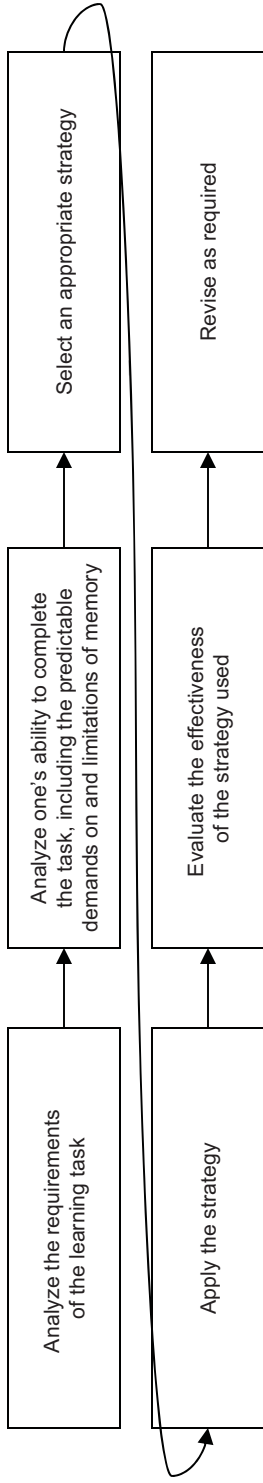 Analyze the requirements
of the learning task
Analyze one’s ability to complete
the task, including the predictable
demands on and limitations of memory
Select an appropriate strategy
Apply the strategy
Evaluate the effectiveness
of the strategy used
Revise as required